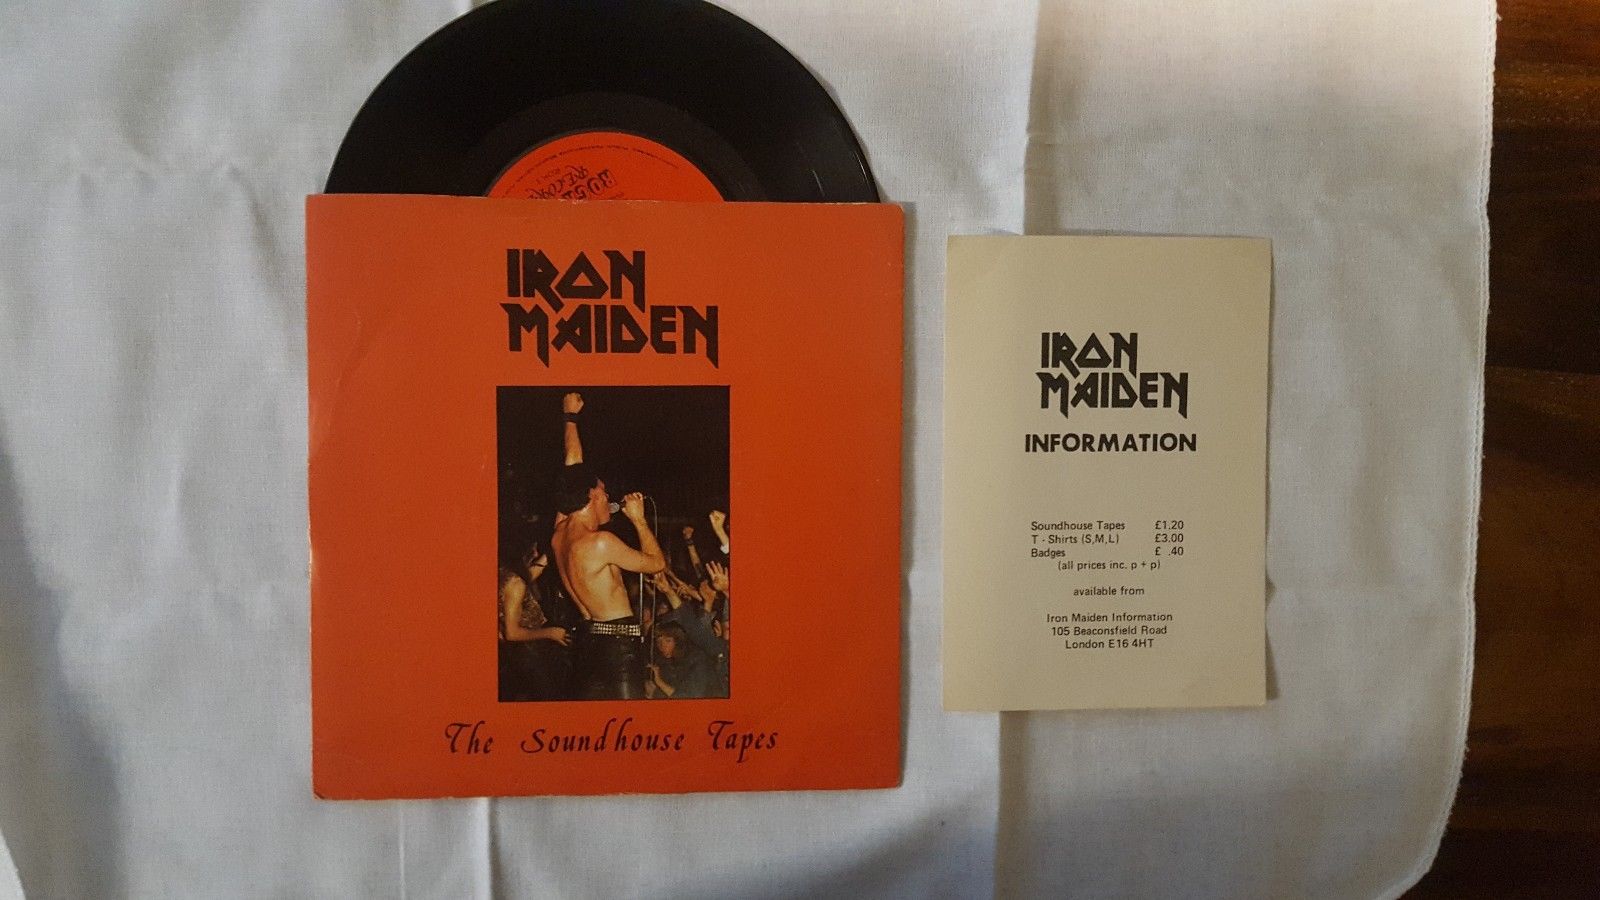 IRON
MAIDEN
The Soundhouse Tapes
IRON
MAIDEN
INFORMATION
Soundhouse Tapes £1.20
T - Shirts (S,M,L) £3.00
Badges £ .40
(all prices inc. p + p)
available from
Iron Maiden Information
105 Beaconsfield Road
London E16 4HT